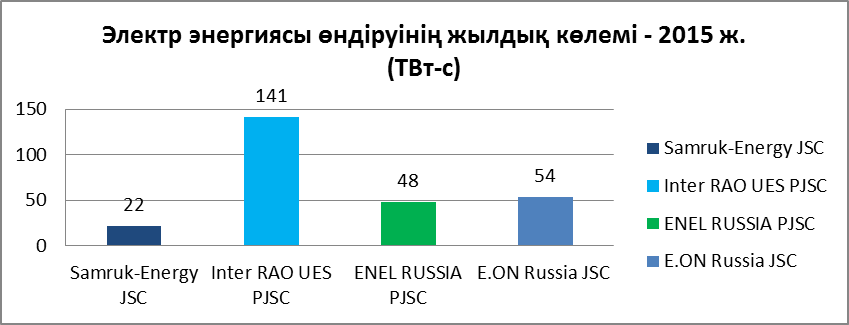 Электр энергиясы өндіруінің жылдық көлемі - 2015 ж.
(ТВт-с)
150
100
50
0
22
141
48
54
Samruk-Energy
JSC
Inter RAO UES
PJSC
ENEL RUSSIA
PJSC
E.ON Russia JSC
Samruk-Energy JSC
Inter RAO UES PJSC
ENEL RUSSIA PJSC
E.ON Russia JSC